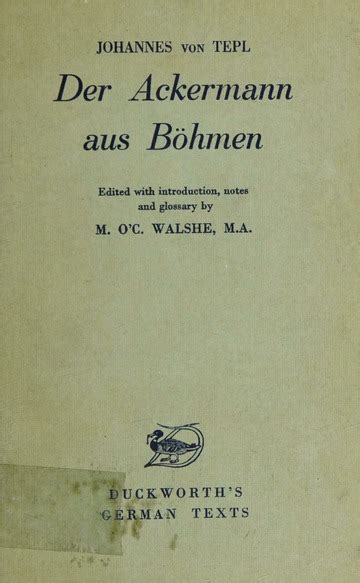 JOHANNES VON TEPL
Der Ackermann
aus Böhmen
Edited with introduction, notes
and glossary by
M. O'C. WALSHE, M.A.
DUCKWORTH'S
GERMAN TEXTS